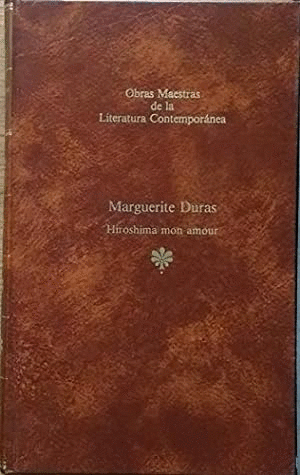 Obras Maestras
de la
Literatura Contemporánea
Marguerite Duras
Hiroshima mon amour